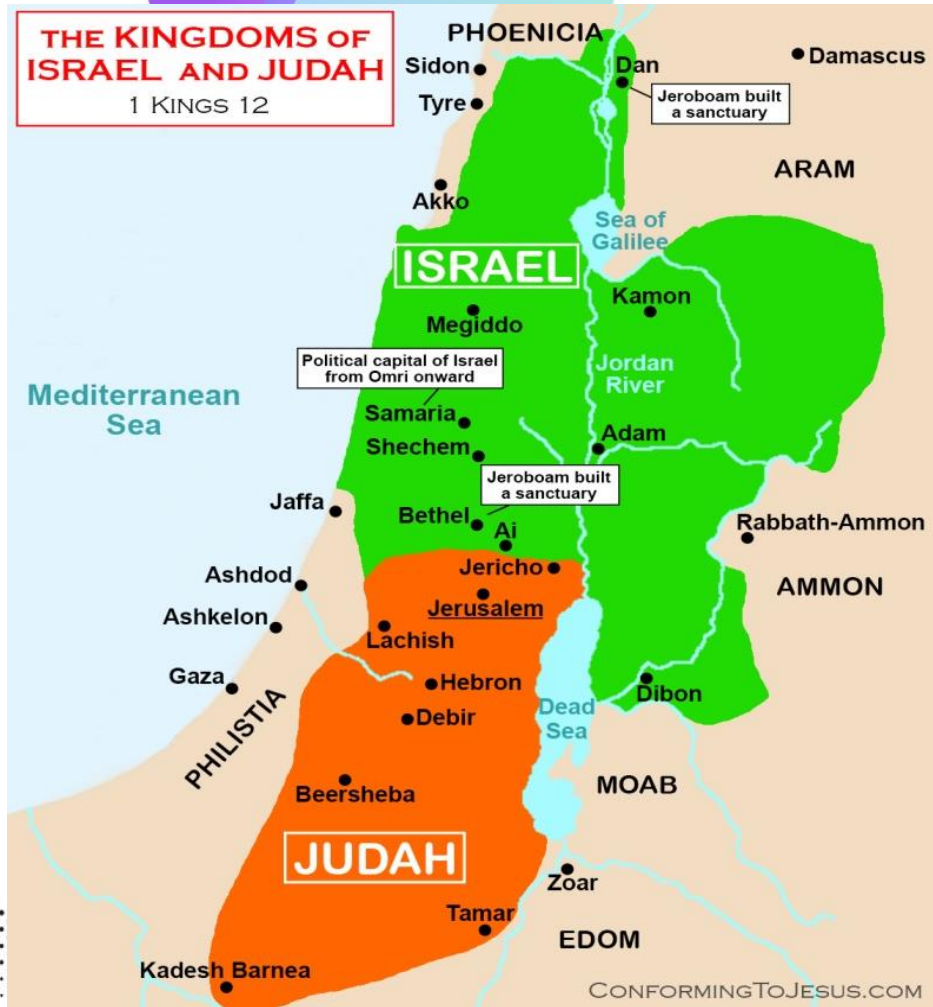 THE KINGDOMS OF
ISRAEL AND JUDAH
1 KINGS 12
PHOENICIA
Sidon
Damascus
Dan
Tyre
Jeroboam built
a sanctuary
ARAM
Akko
Sea of
Galilee
ISRAEL
Kamon
Megiddo
Political capital of Israel
from Omri onward
Jordan
River
Mediterranean
Sea
Samaria
Adam
Shechem
Jeroboam built
a sanctuary
Jaffa
Bethel
Rabbath-Ammon
Ai
Jericho
Ashdod
AMMON
Jerusalem
Ashkelon
Lachish
Gaza
Hebron
Dibon
PHILISTIA
Debir
Dead
Sea
MOAB
Beersheba
JUDAH
Zoar
Tamar
EDOM
Kadesh Barnea
CONFORMINGTOJESUS.COM